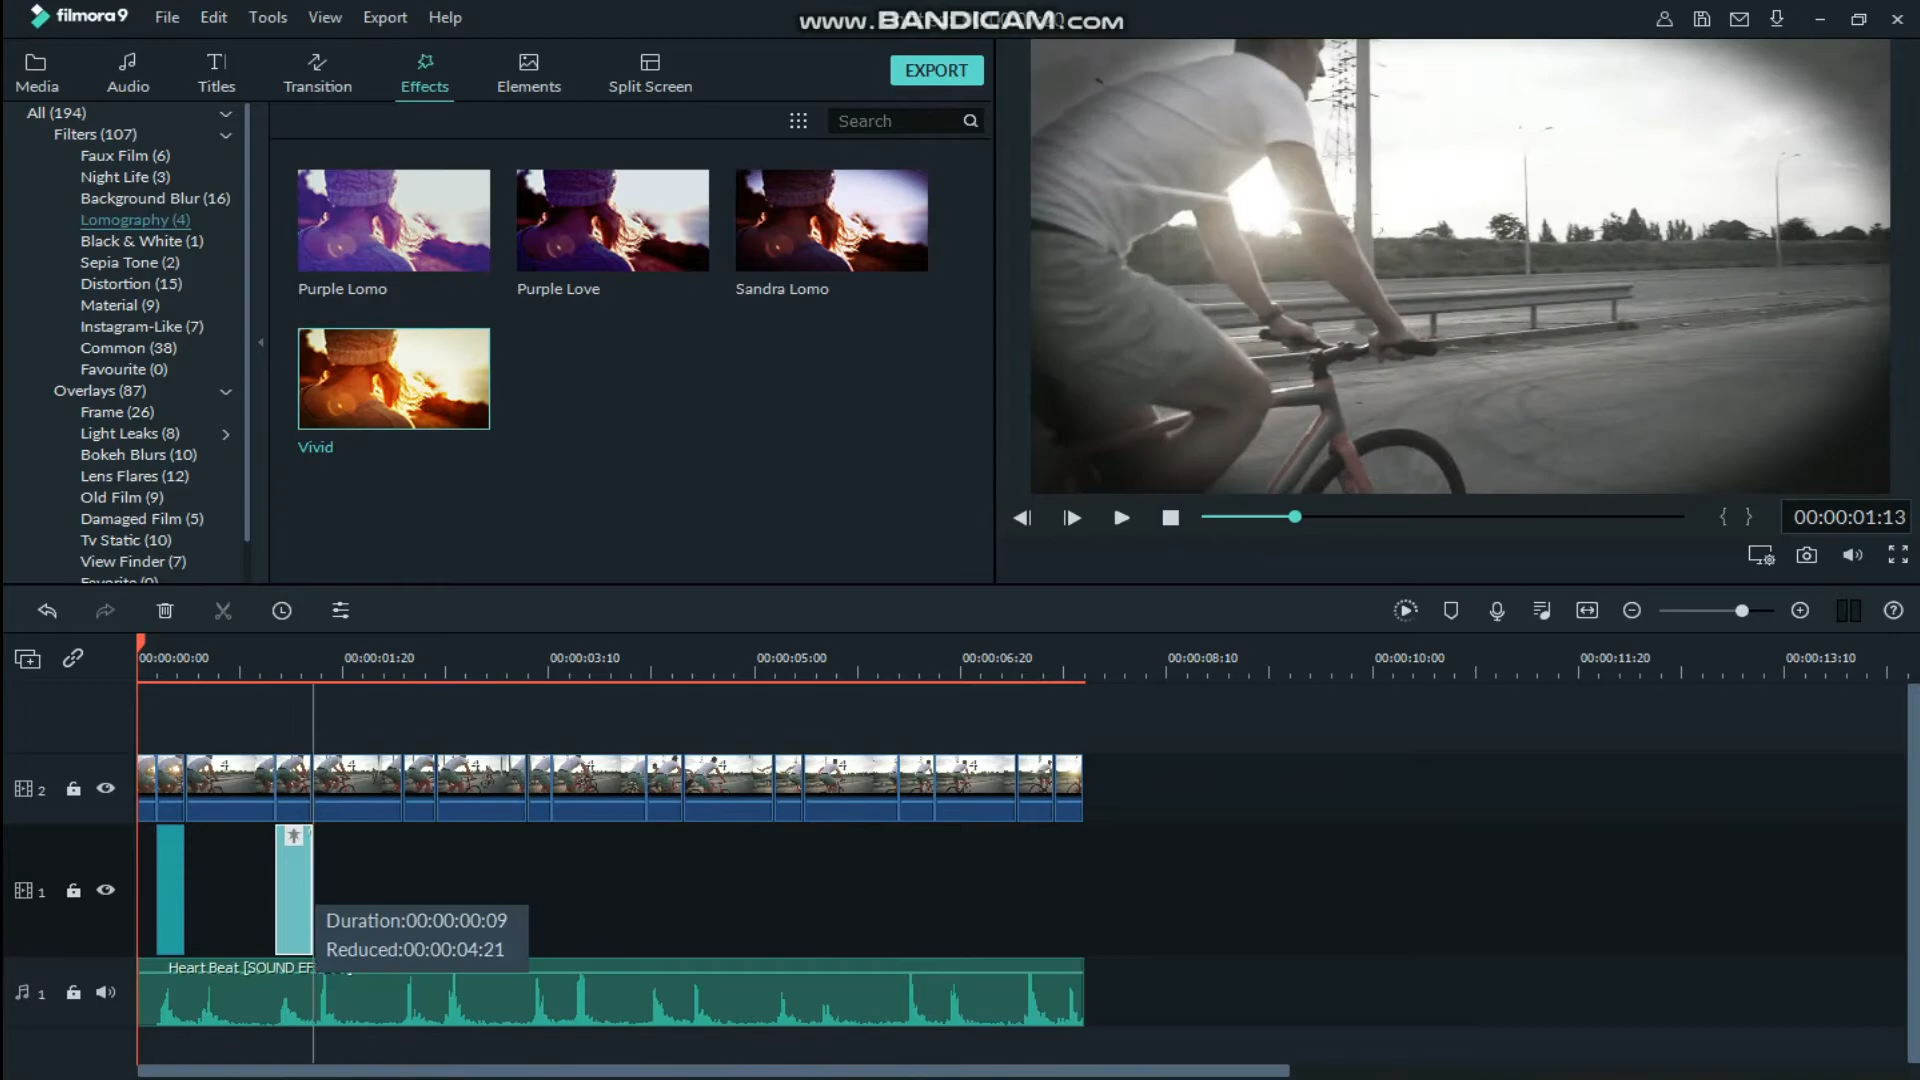 filmora9 File Edit Tools View Export Help
www.BANDICAM.com
Media Audio Titles Transition Effects Elements Split Screen EXPORT
All (194)
Search
Filters (107)
Faux Film (6)
Night Life (3)
Background Blur (16)
Lomography (4)
Black & White (1)
Sepia Tone (2)
Distortion (15)
Material (9)
Instagram-Like (7)
Common (38)
Favourite (0)
Overlays (87)
Frame (26)
Light Leaks (8)
Bokeh Blurs (10)
Lens Flares (12)
Old Film (9)
Damaged Film (5)
Tv Static (10)
View Finder (7)
Favorite (0)
Purple Lomo Purple Love Sandra Lomo
Vivid
00:00:01:13
00:00:00:00 00:00:01:20 00:00:03:10 00:00:05:00 00:00:06:20 00:00:08:10 00:00:10:00 00:00:11:20 00:00:13:10
2
1
Duration:00:00:00:09
Reduced:00:00:04:21
Heart Beat [SOUND EF
1